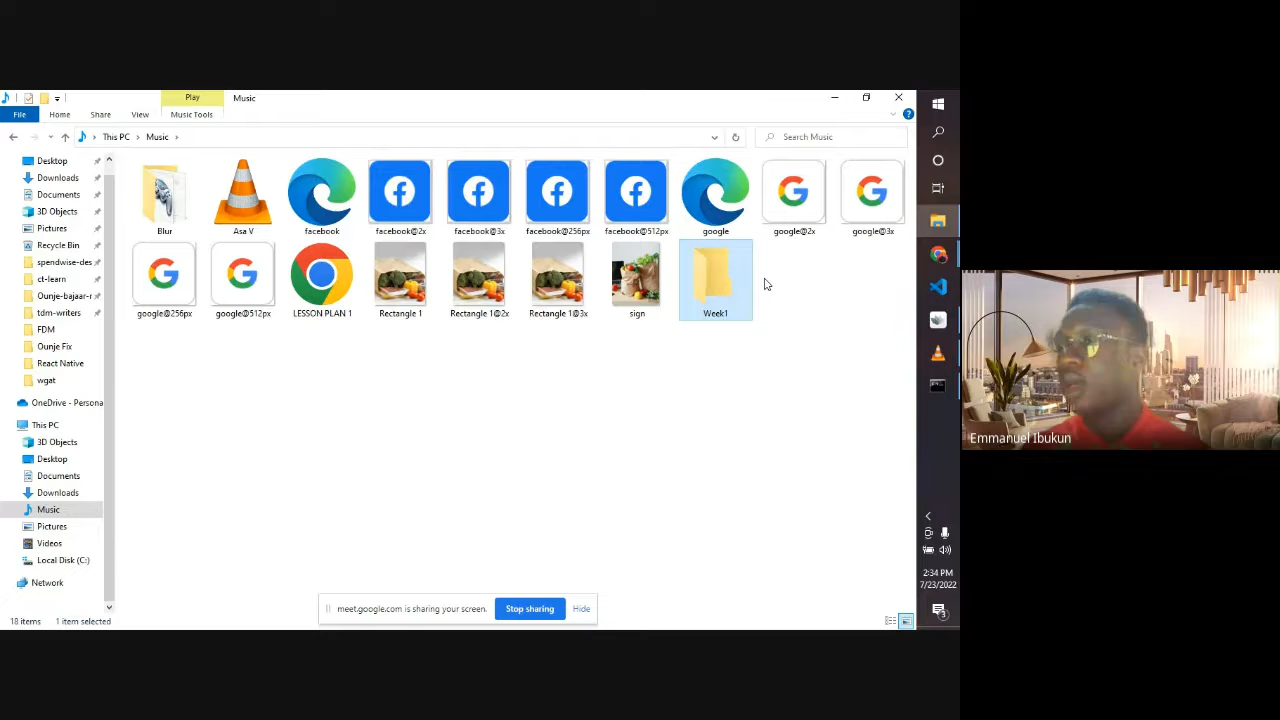 Play
Music
File
Home
Share
View
Music Tools
This PC
Music
Search Music
Desktop
Downloads
Documents
3D Objects
Pictures
Recycle Bin
spendwise-des
ct-learn
Ounje-bajaar-r
tdm-writers
FDM
Ounje Fix
React Native
wgat
OneDrive - Persona
This PC
3D Objects
Desktop
Documents
Downloads
Music
Pictures
Videos
Local Disk (C:)
Network
Blur
Asa V
facebook
facebook@2x
facebook@3x
facebook@256px
facebook@512px
google
google@2x
google@3x
google@256px
google@512px
LESSON PLAN 1
Rectangle 1
Rectangle 1@2x
Rectangle 1@3x
sign
Week1
meet.google.com is sharing your screen.
Stop sharing
Hide
18 items
1 item selected
2:34 PM
7/23/2022
3
Emmanuel Ibukun